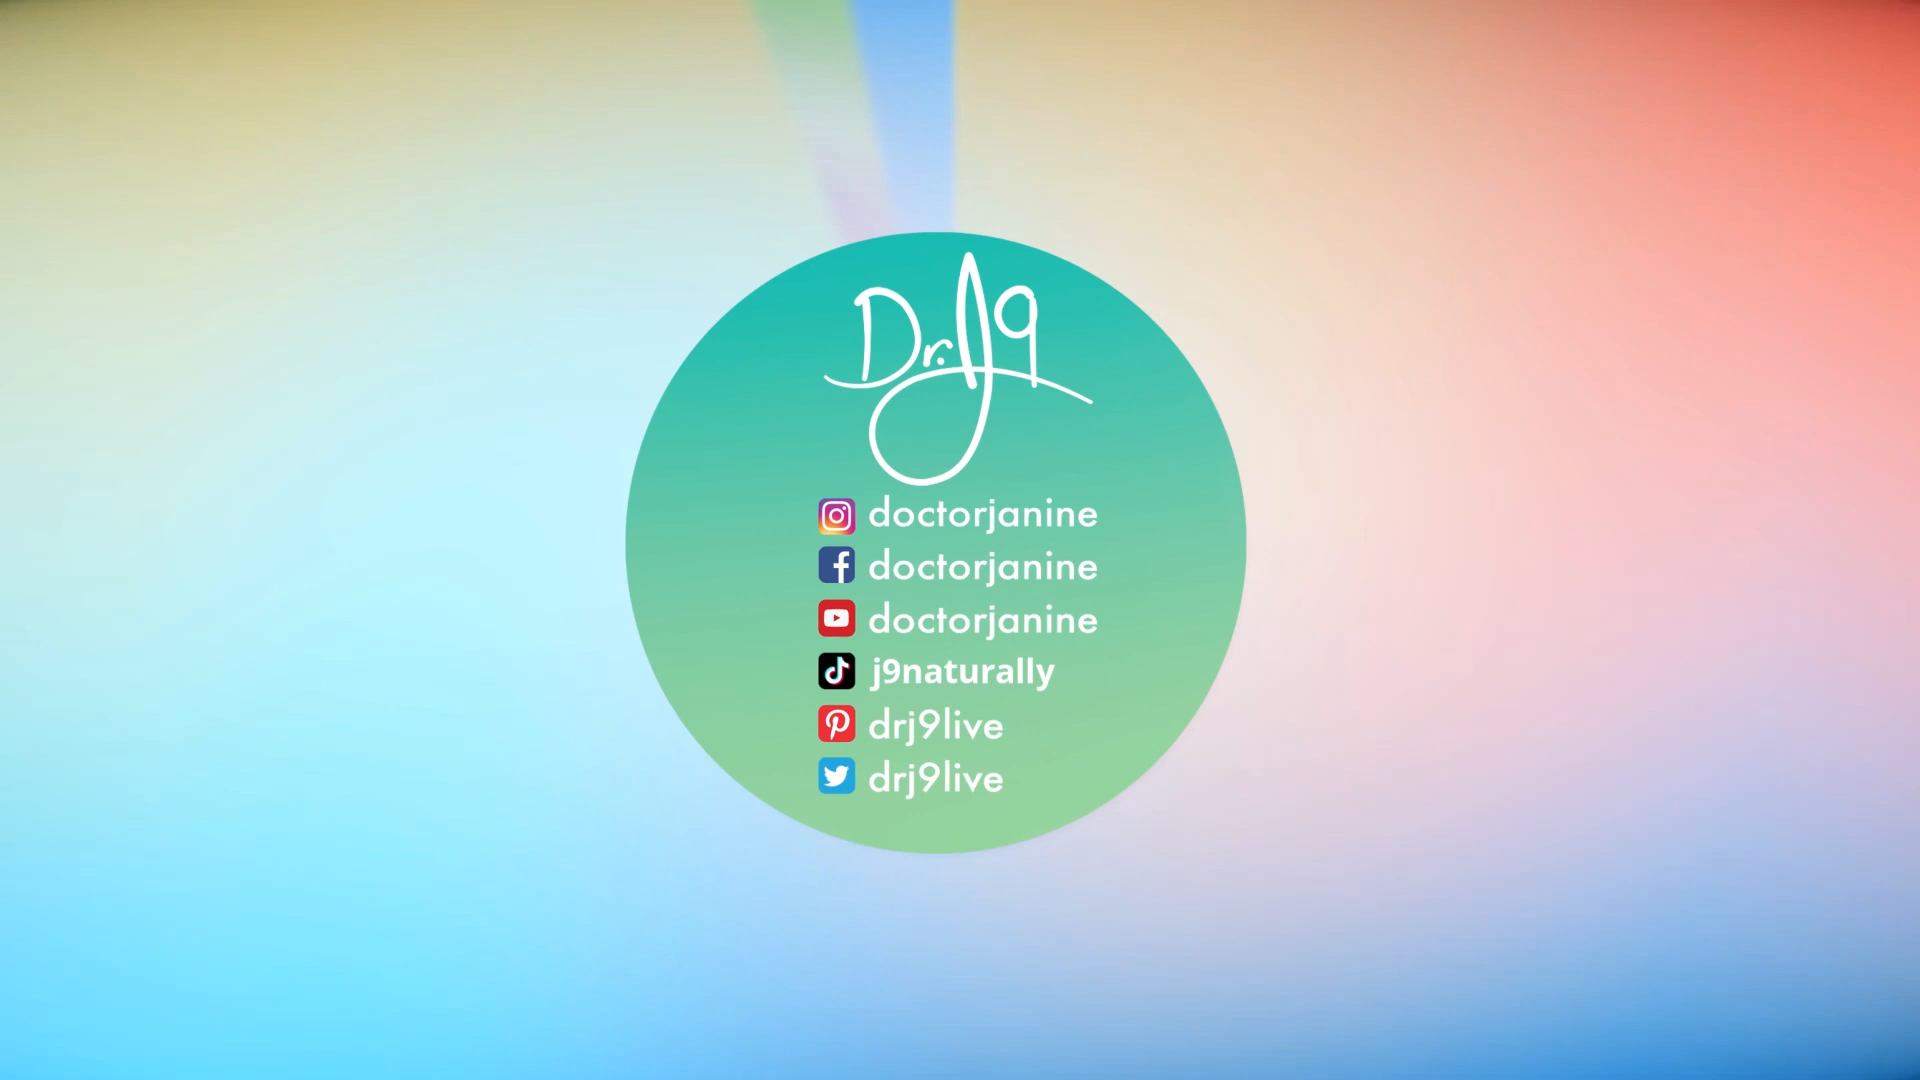 Dr. J9
doctorjanine
doctorjanine
doctorjanine
j9naturally
drj9live
drj9live